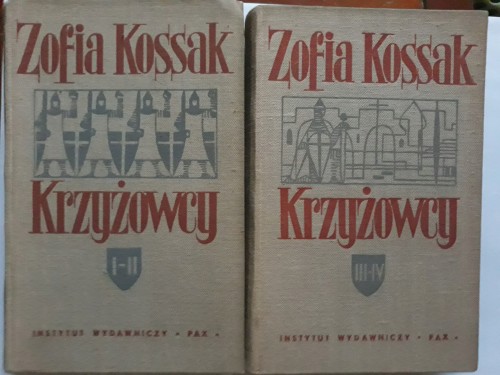 Zofia Kossak
Krzyżowcy
I-II
INSTYTUT WYDAWNICZY • PAX •
Zofia Kossak
Krzyżowcy
III-IV
INSTYTUT WYDAWNICZY • PAX •